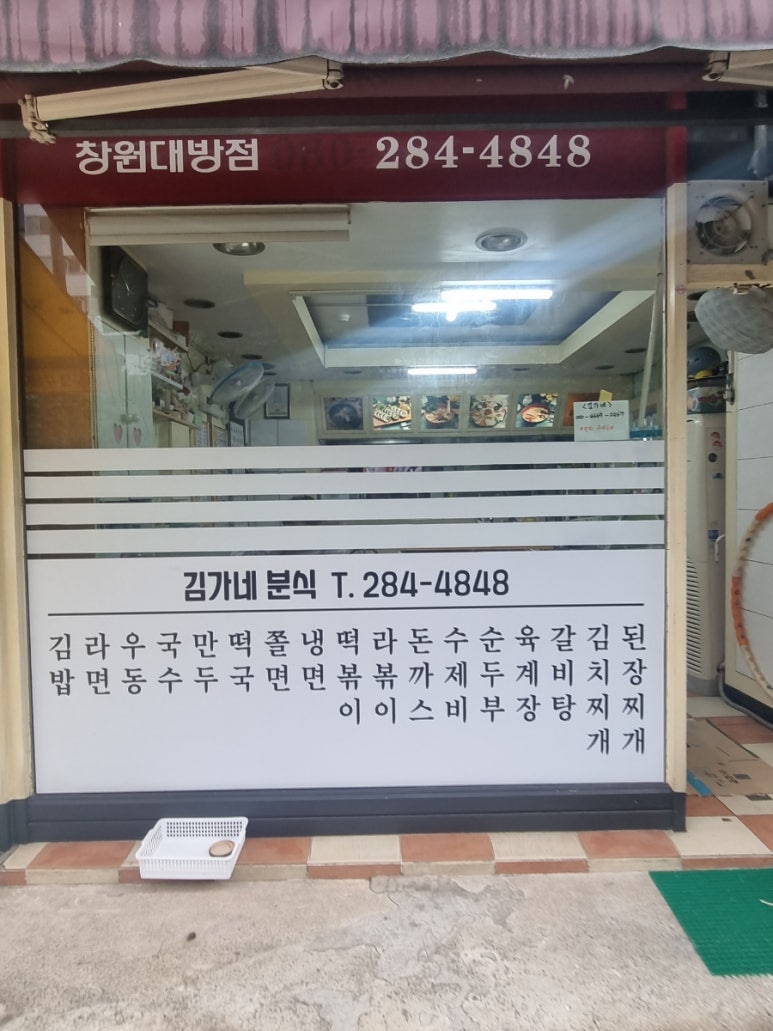 창원대방점 284-4848
김가네 분식 T. 284-4848
김밥
라면
우동
국수
만두
떡국
쫄면
냉면
떡볶이
라볶이
돈까스
수제비
순두부
육계장
갈비탕
김치찌개
된장찌개